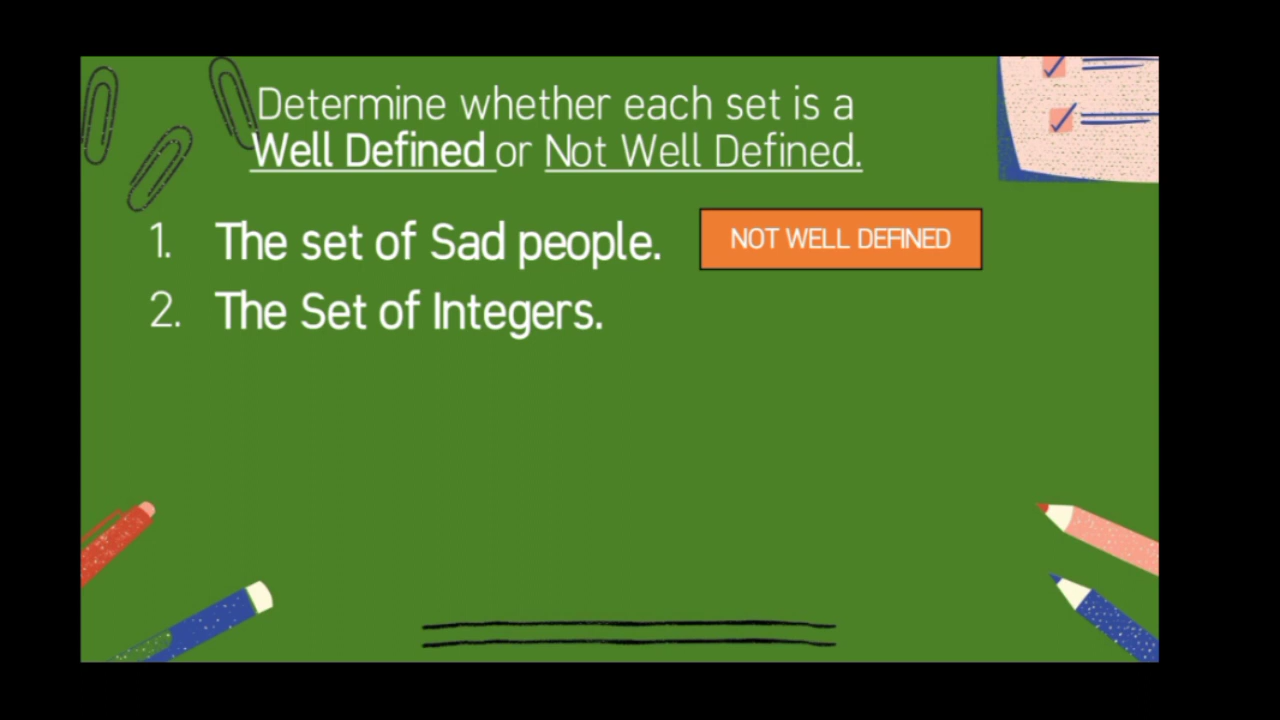 Determine whether each set is a
Well Defined or Not Well Defined.
1. The set of Sad people. NOT WELL DEFINED
2. The Set of Integers.